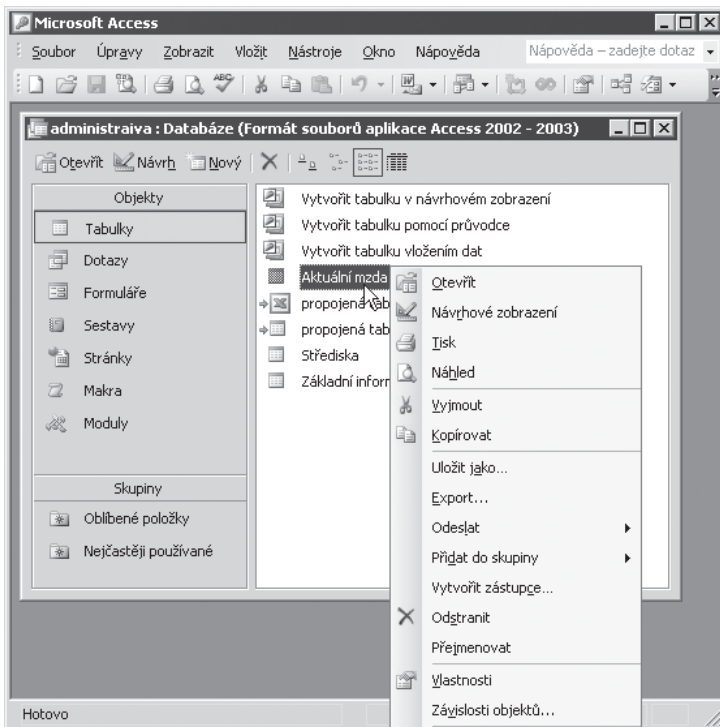 Microsoft Access
Soubor Úpravy Zobrazit Vložit Nástroje Okno Nápověda Nápověda – zadejte dotaz
administraiva : Databáze (Formát souborů aplikace Access 2002 - 2003)
Otevřít Návrh Nový
Objekty
Tabulky
Dotazy
Formuláře
Sestavy
Stránky
Makra
Moduly
Skupiny
Oblíbené položky
Nejčastěji používané
Vytvořit tabulku v návrhovém zobrazení
Vytvořit tabulku pomocí průvodce
Vytvořit tabulku vložením dat
Aktuální mzda
propojená
propojená tab
Střediska
Základní inforr
Otevřít
Návrhové zobrazení
Tisk
Náhled
Vyjmout
Kopírovat
Uložit jako...
Export...
Odeslat
Přidat do skupiny
Vytvořit zástupce...
Odstranit
Přejmenovat
Vlastnosti
Závislosti objektů...
Hotovo